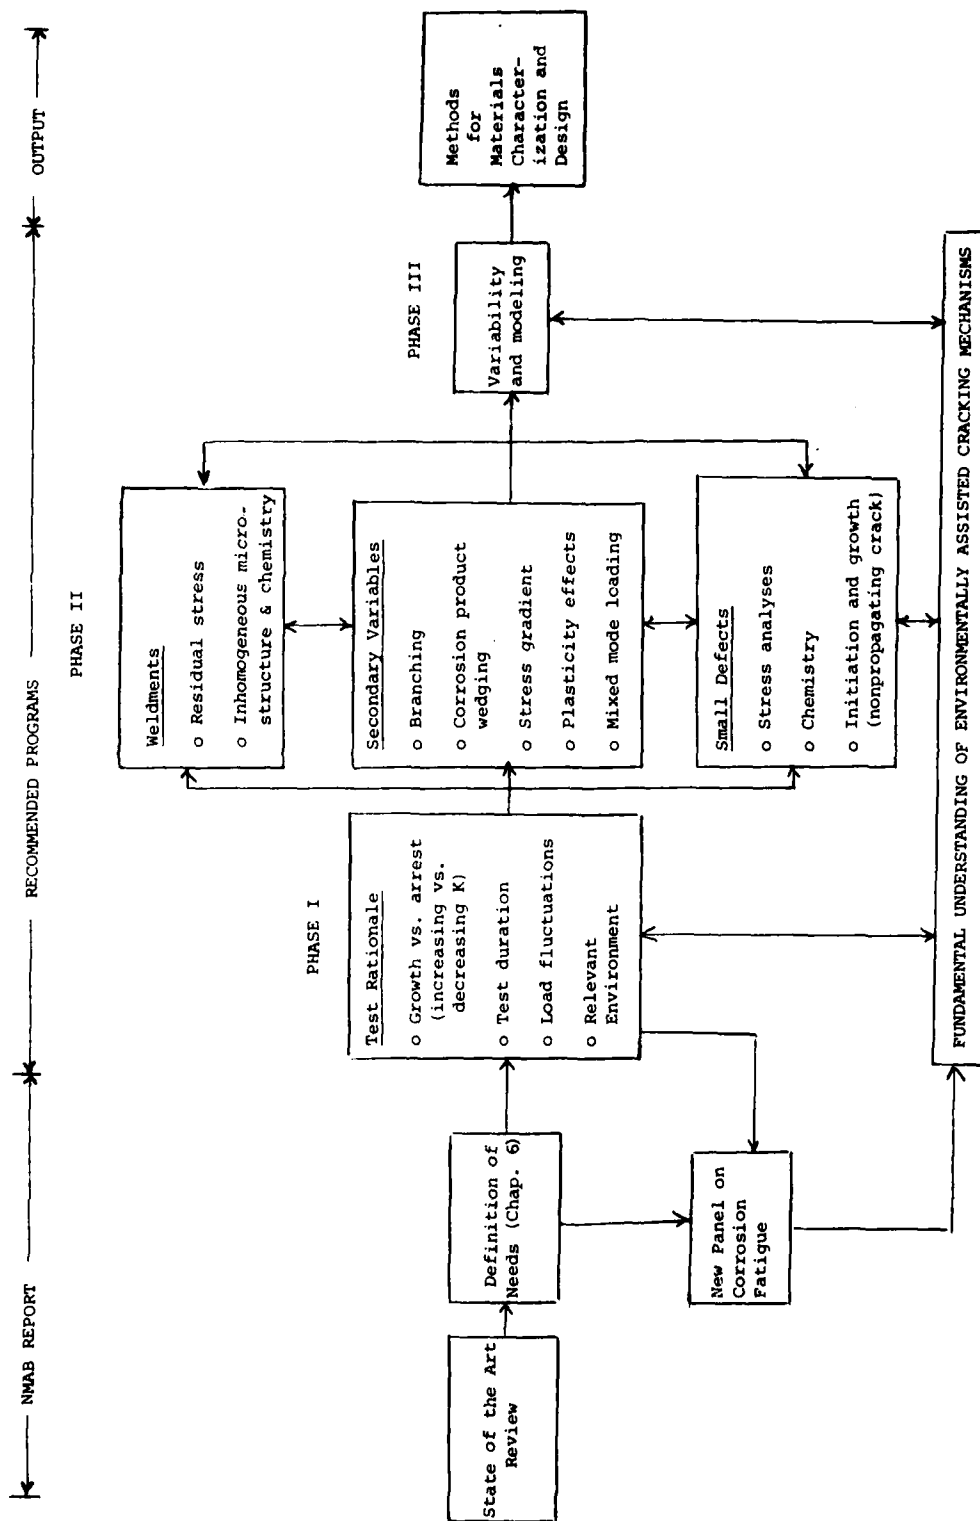 NMAB REPORT
RECOMMENDED PROGRAMS
OUTPUT
State of the Art
Review
Definition of
Needs (Chap. 6)
New Panel on
Corrosion
Fatigue
PHASE I
Test Rationale
o Growth vs. arrest
(increasing vs.
decreasing K)
o Test duration
o Load fluctuations
o Relevant
Environment
PHASE II
Weldments
o Residual stress
o Inhomogeneous micro-
structure & chemistry
Secondary Variables
o Branching
o Corrosion product
wedging
o Stress gradient
o Plasticity effects
o Mixed mode loading
Small Defects
o Stress analyses
o Chemistry
o Initiation and growth
(nonpropagating crack)
PHASE III
Variability
and modeling
Methods
for
Materials
Character-
ization and
Design
FUNDAMENTAL UNDERSTANDING OF ENVIRONMENTALLY ASSISTED CRACKING MECHANISMS